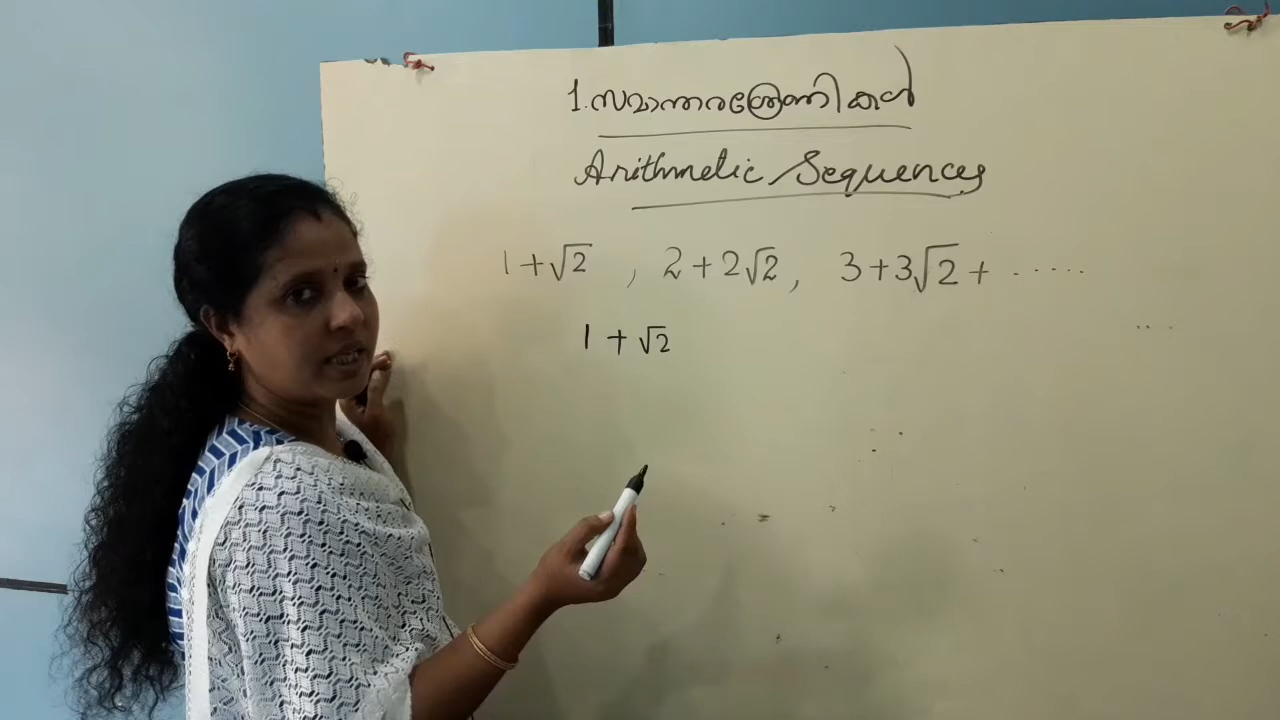 1. സമാന്തരശ്രേണികൾ
Arithmetic Sequences
1+√2 , 2+2√2, 3+3√2+ ......
1 + √2